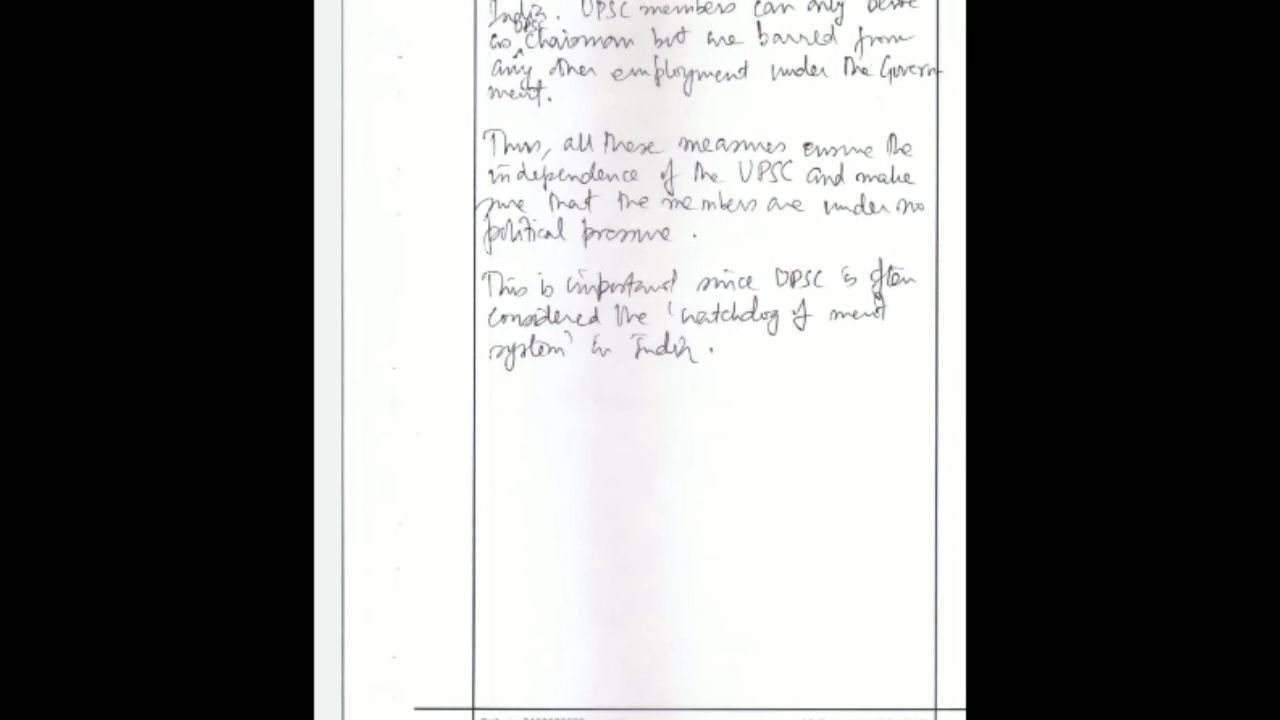 India. UPSC members can only serve
as UPSC Chairman but are barred from
any other employment under the Govern-
ment.
Thus, all these measures ensure the
independence of the UPSC and make
sure that the members are under no
political pressure.
This is important since UPSC is often
considered the 'watchdog of merit
system' in India.